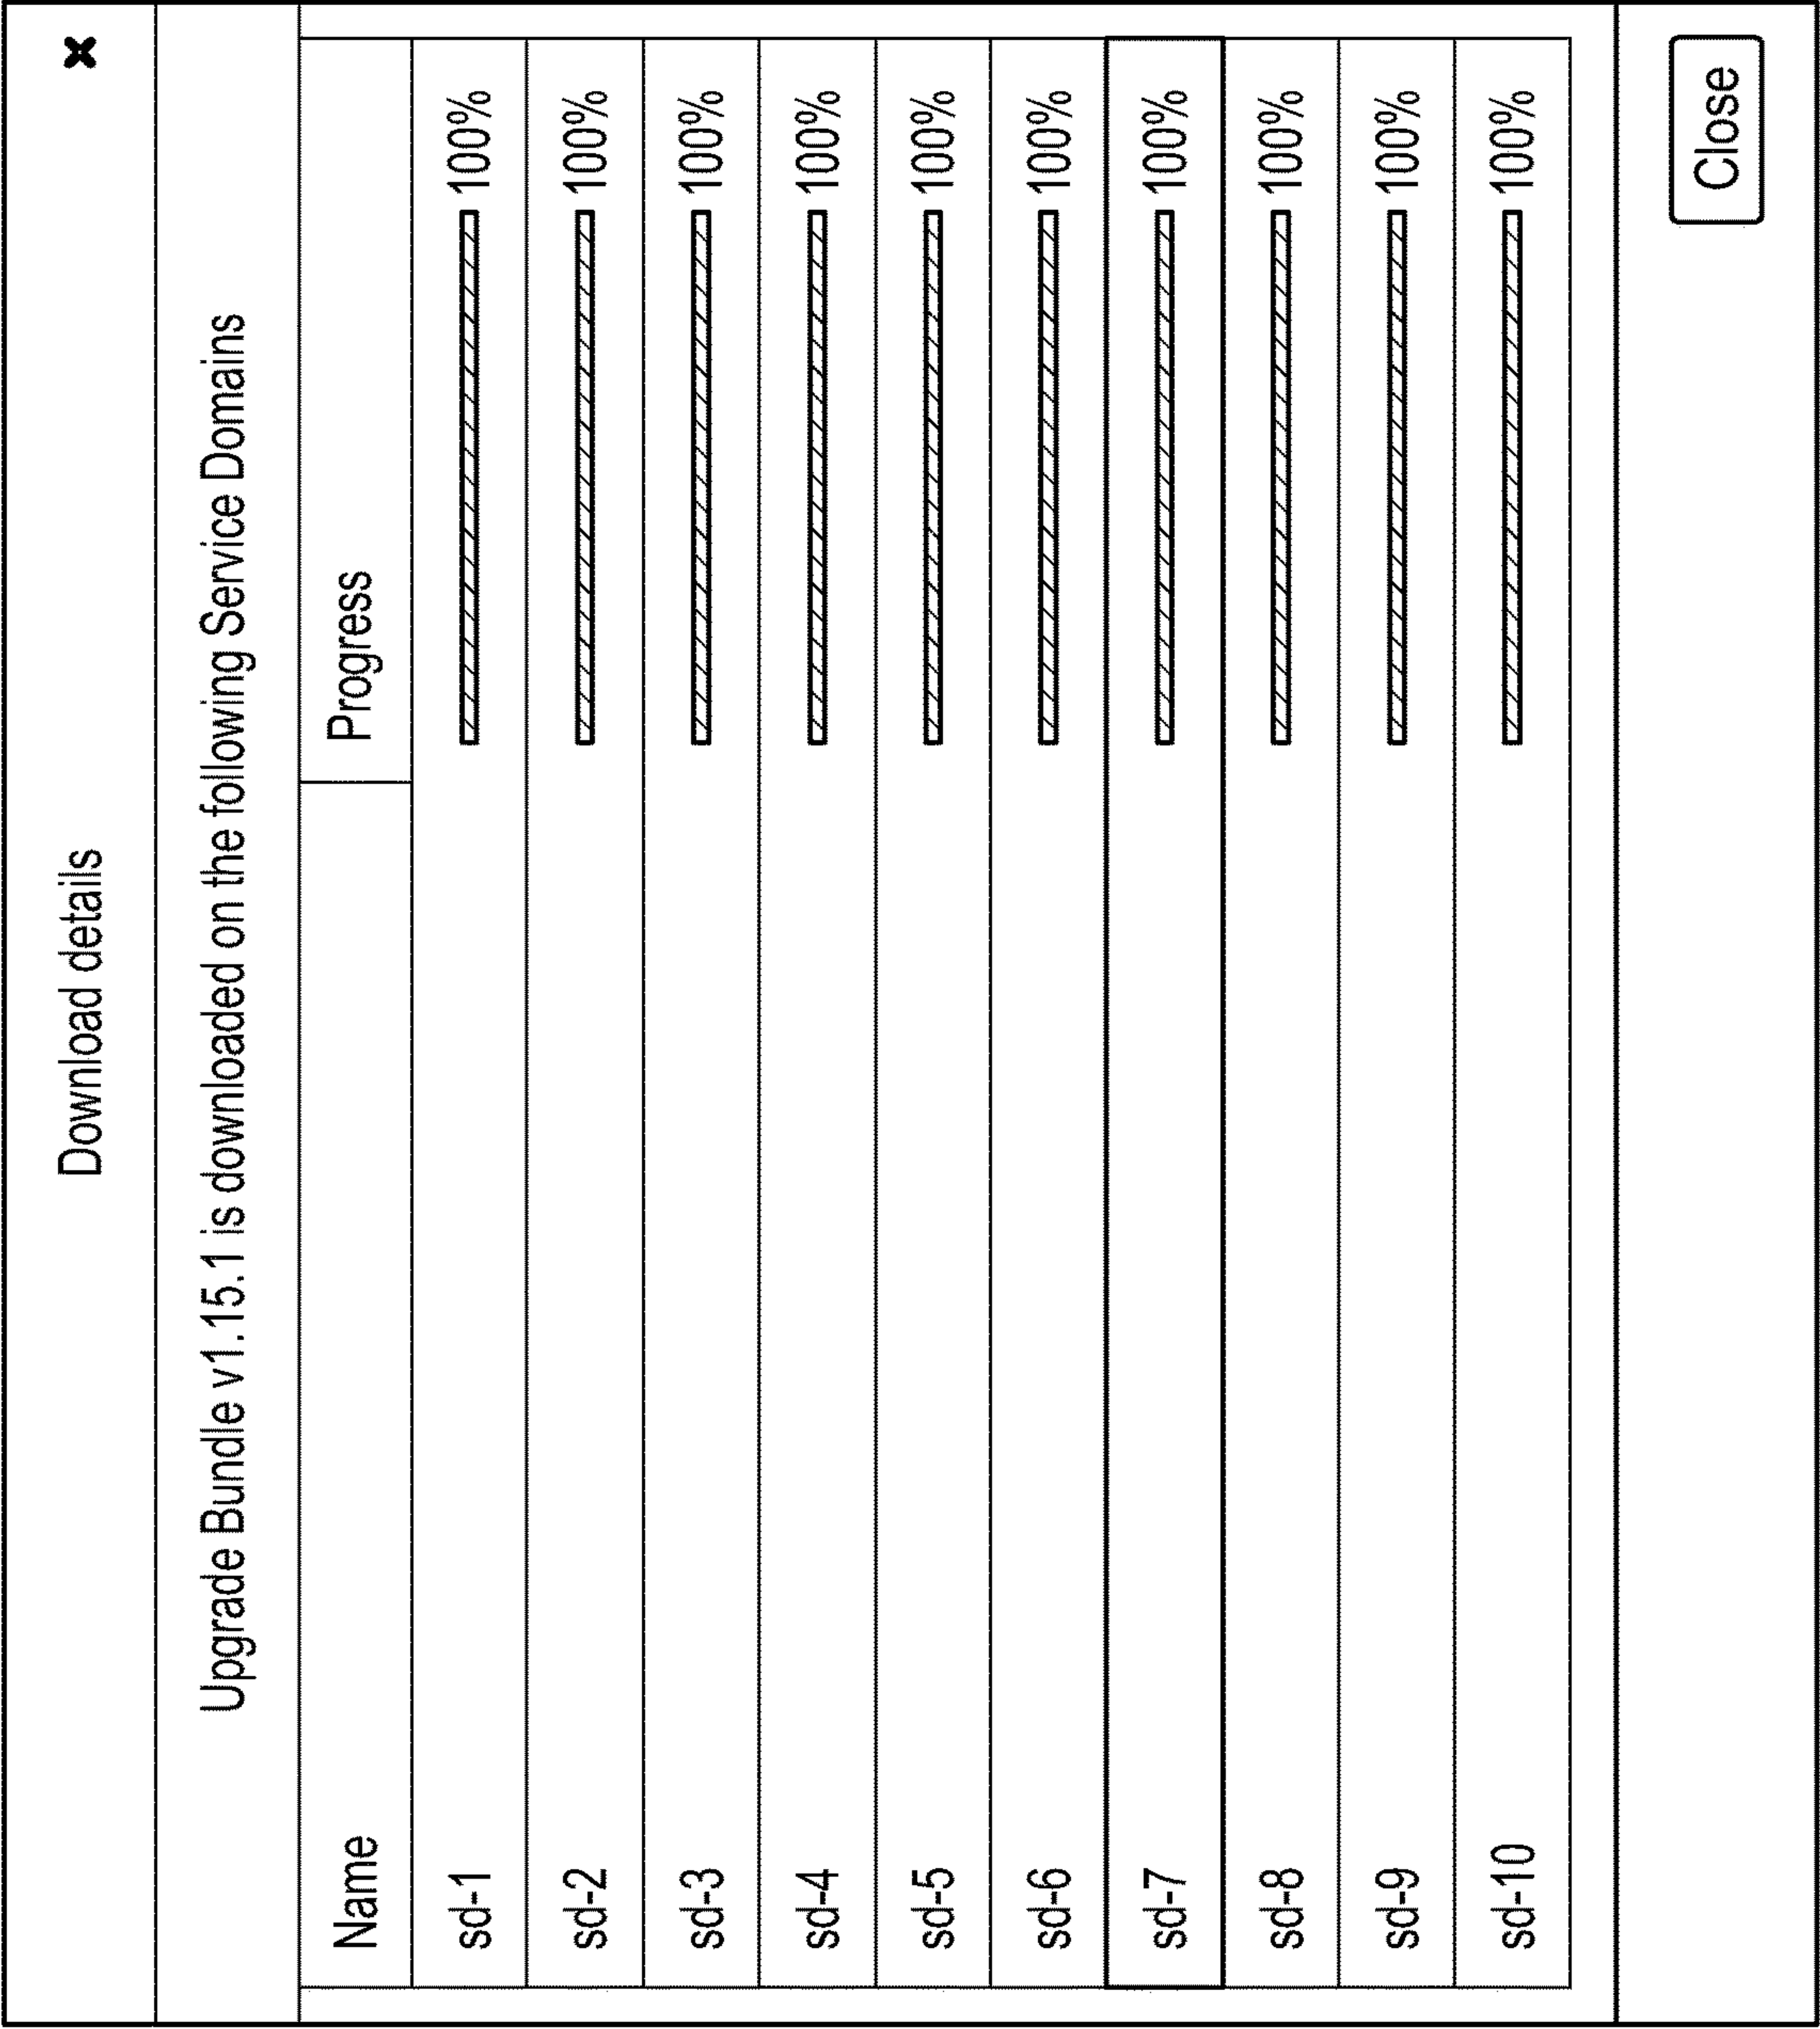 Download details
Upgrade Bundle v1.15.1 is downloaded on the following Service Domains
Name Progress
sd-1 100%
sd-2 100%
sd-3 100%
sd-4 100%
sd-5 100%
sd-6 100%
sd-7 100%
sd-8 100%
sd-9 100%
sd-10 100%
Close